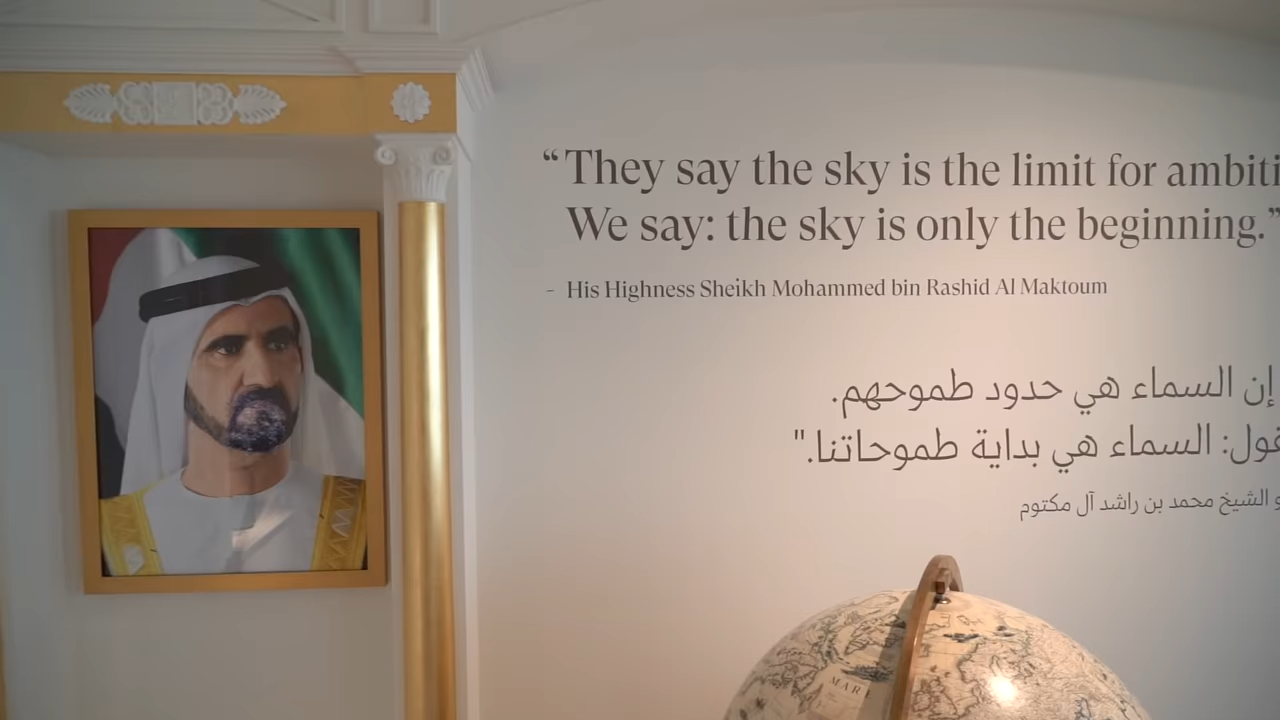 “They say the sky is the limit for ambiti
We say: the sky is only the beginning.”
– His Highness Sheikh Mohammed bin Rashid Al Maktoum
إن السماء هي حدود طموحهم.
قول: السماء هي بداية طموحاتنا."
الشيخ محمد بن راشد آل مكتوم
MARE